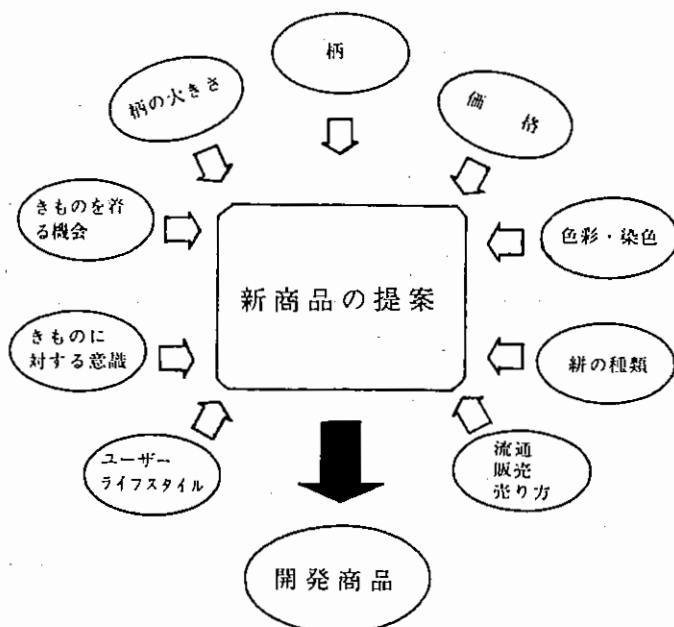 柄
柄の大きさ
価格
きものを着
る機会
色彩・染色
新商品の提案
きものに
対する意識
絣の種類
ユーザー
ライフスタイル
流通
販売
売り方
開発商品